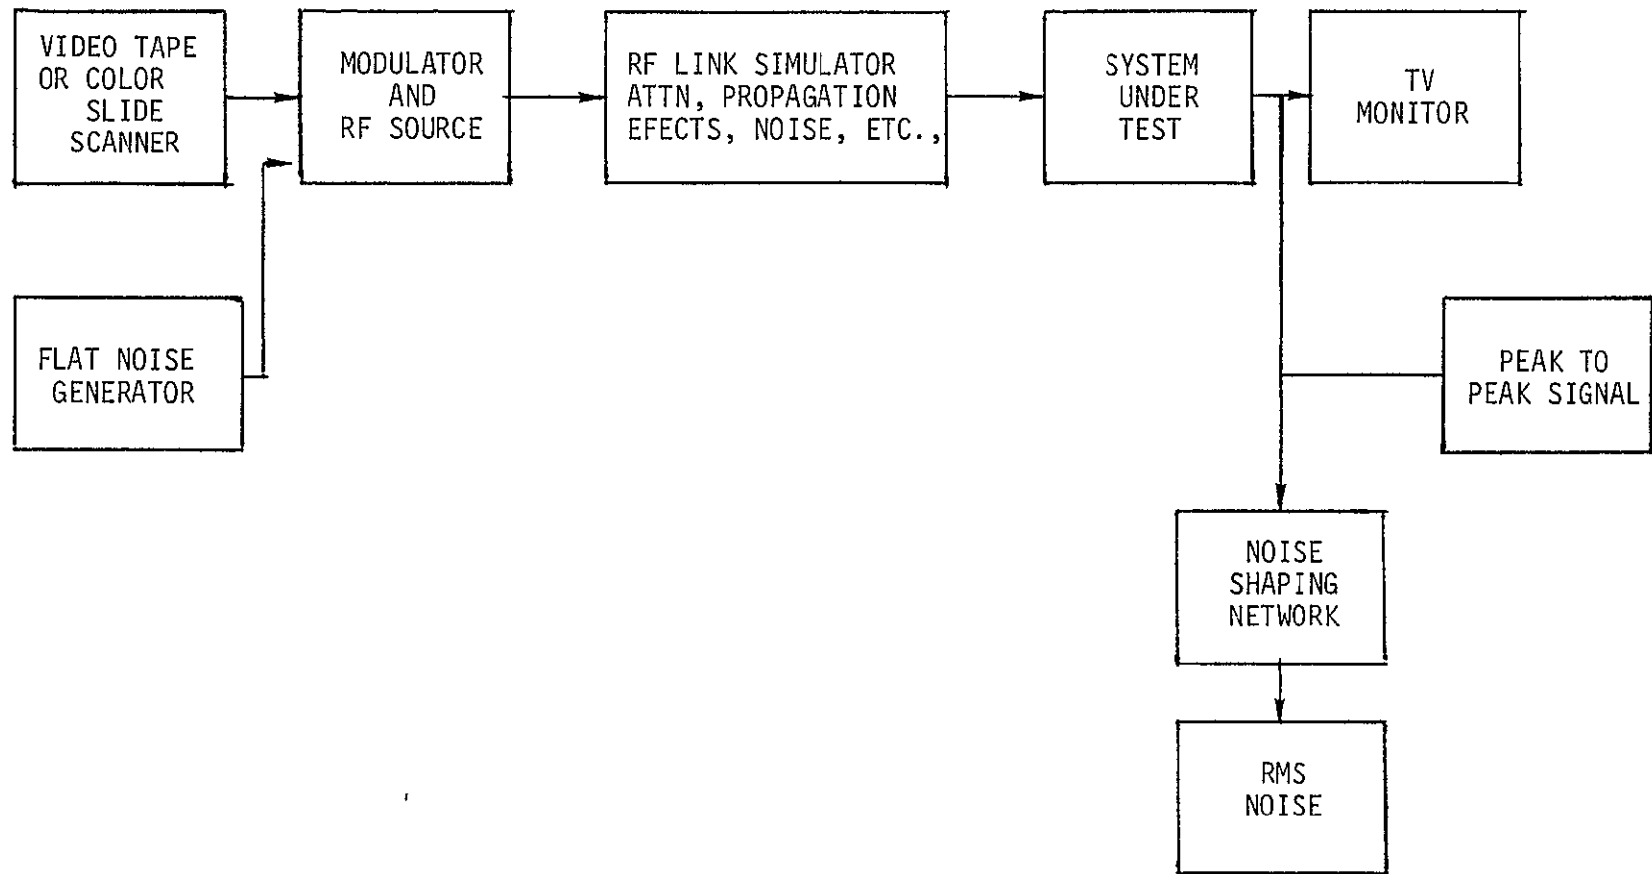 VIDEO TAPE
OR COLOR
SLIDE
SCANNER
MODULATOR
AND
RF SOURCE
RF LINK SIMULATOR
ATTN, PROPAGATION
EFECTS, NOISE, ETC.,
SYSTEM
UNDER
TEST
TV
MONITOR
FLAT NOISE
GENERATOR
PEAK TO
PEAK SIGNAL
NOISE
SHAPING
NETWORK
RMS
NOISE